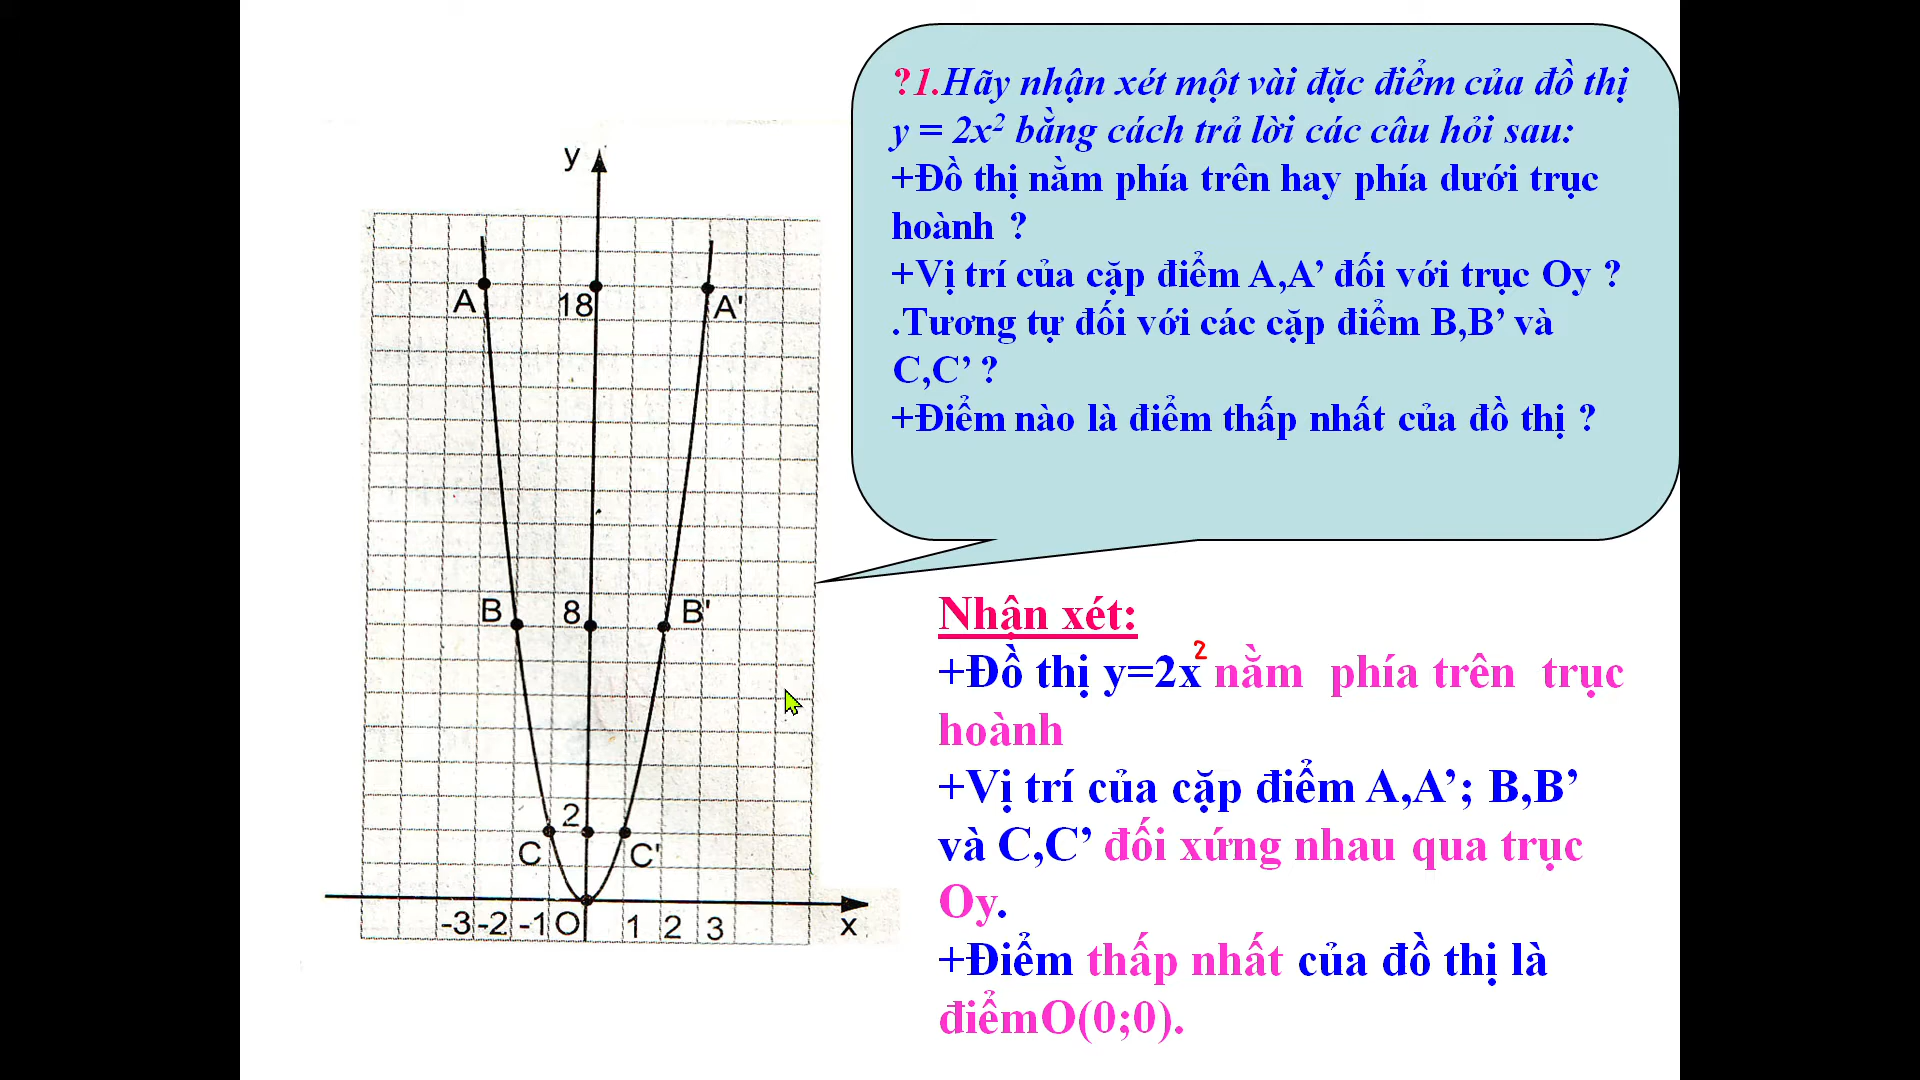 ?1.Hãy nhận xét một vài đặc điểm của đồ thị
y = 2x² bằng cách trả lời các câu hỏi sau:
+Đồ thị nằm phía trên hay phía dưới trục
hoành ?
+Vị trí của cặp điểm A,A’ đối với trục Oy ?
.Tương tự đối với các cặp điểm B,B’ và
C,C’ ?
+Điểm nào là điểm thấp nhất của đồ thị ?
y
A 18 A'
B 8 B'
2
C C'
-3 -2 -1 O 1 2 3 x
Nhận xét:
+Đồ thị y=2x² nằm phía trên trục
hoành
+Vị trí của cặp điểm A,A’; B,B’
và C,C’ đối xứng nhau qua trục
Oy.
+Điểm thấp nhất của đồ thị là
điểmO(0;0).